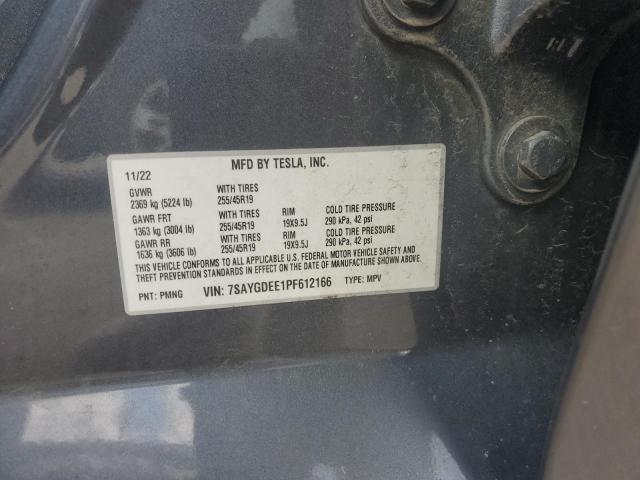 MFD BY TESLA, INC.
11/22
GVWR WITH TIRES
2369 kg (5224 lb) 255/45R19
GAWR FRT WITH TIRES RIM COLD TIRE PRESSURE
1363 kg (3004 lb) 255/45R19 19X9.5J 290 kPa, 42 psi
GAWR RR WITH TIRES RIM COLD TIRE PRESSURE
1636 kg (3606 lb) 255/45R19 19X9.5J 290 kPa, 42 psi
THIS VEHICLE CONFORMS TO ALL APPLICABLE U.S. FEDERAL MOTOR VEHICLE SAFETY AND
THEFT PREVENTION STANDARDS IN EFFECT ON THE DATE OF MANUFACTURE SHOWN ABOVE.
PNT: PMNG VIN: 7SAYGDEE1PF612166 TYPE: MPV